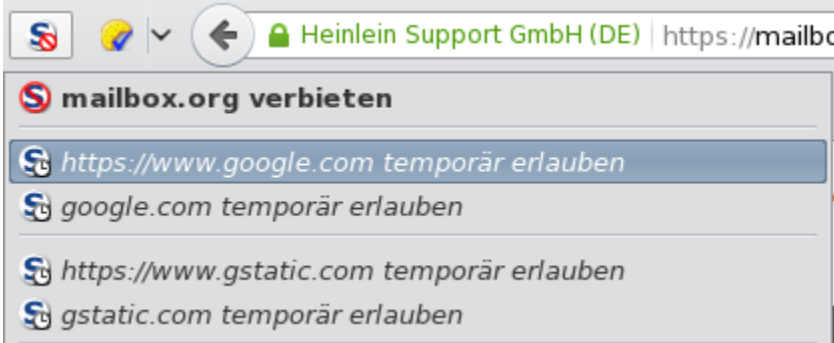 Heinlein Support GmbH (DE) https://mailbo
mailbox.org verbieten
https://www.google.com temporär erlauben
google.com temporär erlauben
https://www.gstatic.com temporär erlauben
gstatic.com temporär erlauben